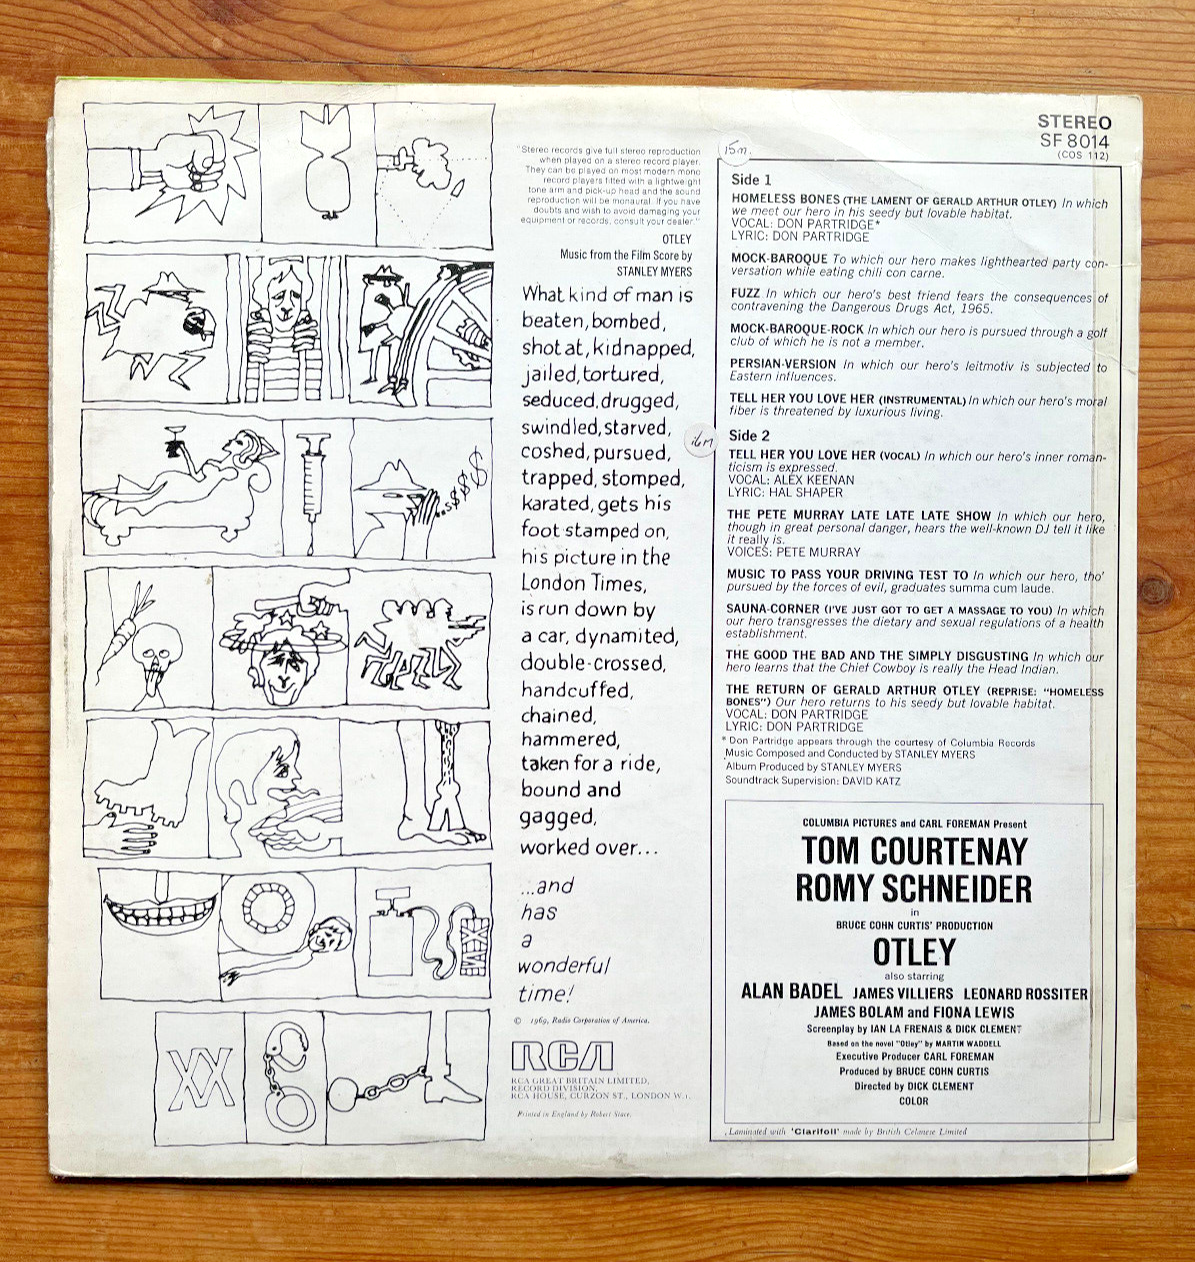 STEREO
SF 8014
(COS 112)
"Stereo records give full stereo reproduction
when played on a stereo record player.
They can be played on most modern mono
record players fitted with a lightweight
tone arm and pick-up head and the sound
reproduction will be monaural. If you have
doubts and wish to avoid damaging your
equipment or records, consult your dealer."
OTLEY
Music from the Film Score by
STANLEY MYERS
What kind of man is
beaten, bombed,
shot at, kidnapped,
jailed, tortured,
seduced, drugged,
swindled, starved,
coshed, pursued,
trapped, stomped,
karated, gets his
foot stamped on,
his picture in the
London Times,
is run down by
a car, dynamited,
double-crossed,
handcuffed,
chained,
hammered,
taken for a ride,
bound and
gagged,
worked over...
...and
has
a
wonderful
time!
© 1969, Radio Corporation of America.
RCA
RCA GREAT BRITAIN LIMITED,
RECORD DIVISION,
RCA HOUSE, CURZON ST., LONDON W.1.
Printed in England by Robert Stace.
15m.
16m
Side 1
HOMELESS BONES (THE LAMENT OF GERALD ARTHUR OTLEY) In which
we meet our hero in his seedy but lovable habitat.
VOCAL: DON PARTRIDGE*
LYRIC: DON PARTRIDGE
MOCK-BAROQUE To which our hero makes lighthearted party con-
versation while eating chili con carne.
FUZZ In which our hero's best friend fears the consequences of
contravening the Dangerous Drugs Act, 1965.
MOCK-BAROQUE-ROCK In which our hero is pursued through a golf
club of which he is not a member.
PERSIAN-VERSION In which our hero's leitmotiv is subjected to
Eastern influences.
TELL HER YOU LOVE HER (INSTRUMENTAL) In which our hero's moral
fiber is threatened by luxurious living.
Side 2
TELL HER YOU LOVE HER (VOCAL) In which our hero's inner roman-
ticism is expressed.
VOCAL: ALEX KEENAN
LYRIC: HAL SHAPER
THE PETE MURRAY LATE LATE LATE SHOW In which our hero,
though in great personal danger, hears the well-known DJ tell it like
it really is.
VOICES: PETE MURRAY
MUSIC TO PASS YOUR DRIVING TEST TO In which our hero, tho'
pursued by the forces of evil, graduates summa cum laude.
SAUNA-CORNER (I'VE JUST GOT TO GET A MASSAGE TO YOU) In which
our hero transgresses the dietary and sexual regulations of a health
establishment.
THE GOOD THE BAD AND THE SIMPLY DISGUSTING In which our
hero learns that the Chief Cowboy is really the Head Indian.
THE RETURN OF GERALD ARTHUR OTLEY (REPRISE: "HOMELESS
BONES") Our hero returns to his seedy but lovable habitat.
VOCAL: DON PARTRIDGE
LYRIC: DON PARTRIDGE
* Don Partridge appears through the courtesy of Columbia Records
Music Composed and Conducted by STANLEY MYERS
Album Produced by STANLEY MYERS
Soundtrack Supervision: DAVID KATZ
COLUMBIA PICTURES and CARL FOREMAN Present
TOM COURTENAY
ROMY SCHNEIDER
in
BRUCE COHN CURTIS' PRODUCTION
OTLEY
also starring
ALAN BADEL JAMES VILLIERS LEONARD ROSSITER
JAMES BOLAM and FIONA LEWIS
Screenplay by IAN LA FRENAIS & DICK CLEMENT
Based on the novel "Otley" by MARTIN WADDELL
Executive Producer CARL FOREMAN
Produced by BRUCE COHN CURTIS
Directed by DICK CLEMENT
COLOR
Laminated with 'Clarifoil' made by British Celanese Limited
S$$$
XX